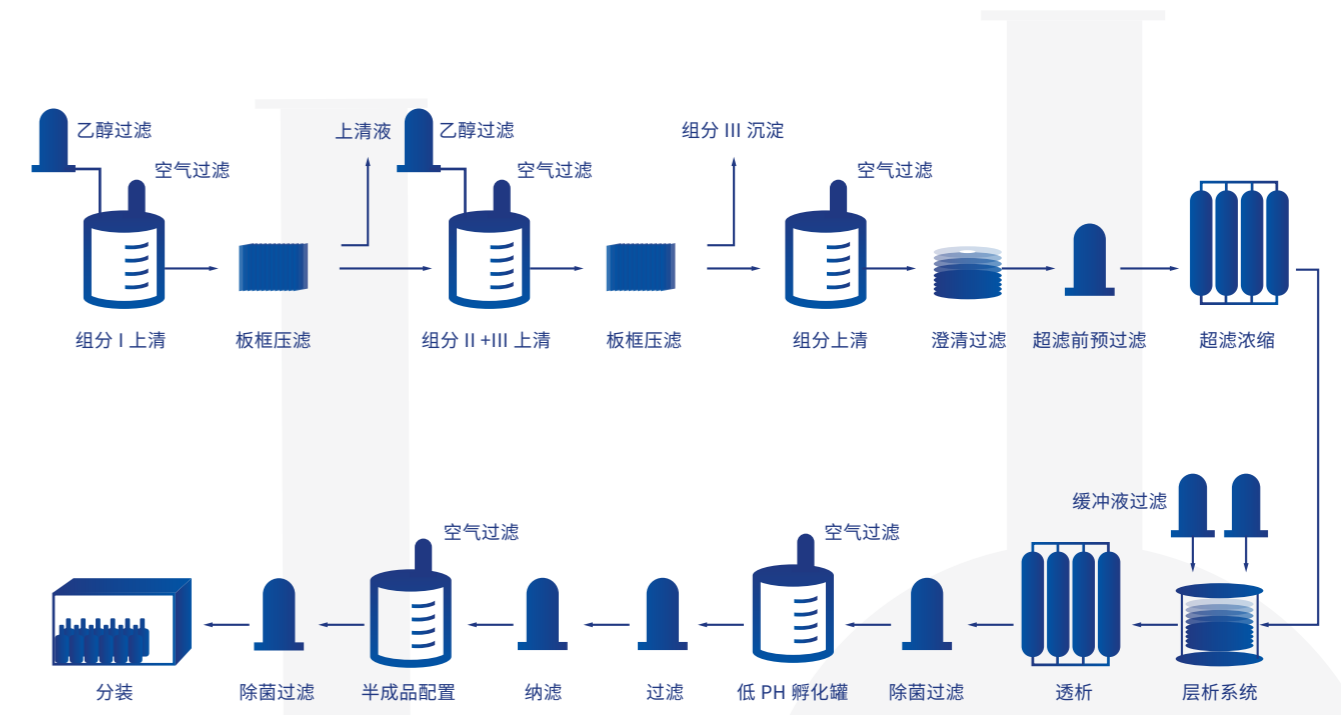 乙醇过滤
空气过滤
上清液
乙醇过滤
空气过滤
组分 III 沉淀
空气过滤
组分 I 上清
板框压滤
组分 II +III 上清
板框压滤
组分上清
澄清过滤
超滤前预过滤
超滤浓缩
缓冲液过滤
空气过滤
空气过滤
分装
除菌过滤
半成品配置
纳滤
过滤
低 PH 孵化罐
除菌过滤
透析
层析系统